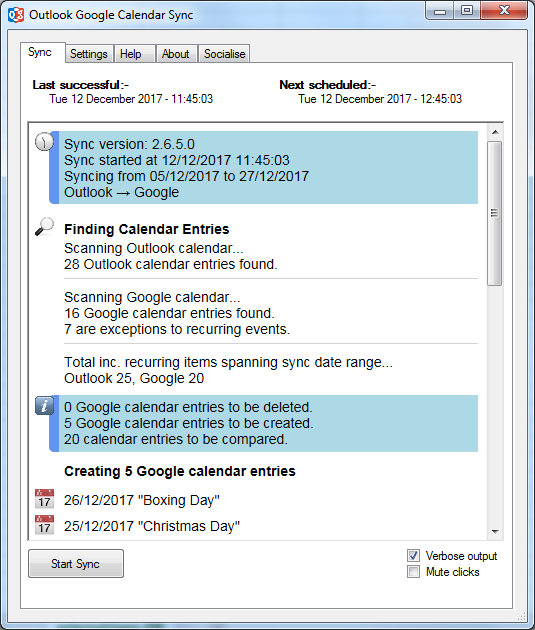 Outlook Google Calendar Sync
Sync Settings Help About Socialise
Last successful:- Next scheduled:-
Tue 12 December 2017 - 11:45:03 Tue 12 December 2017 - 12:45:03
Sync version: 2.6.5.0
Sync started at 12/12/2017 11:45:03
Syncing from 05/12/2017 to 27/12/2017
Outlook → Google
Finding Calendar Entries
Scanning Outlook calendar...
28 Outlook calendar entries found.
Scanning Google calendar...
16 Google calendar entries found.
7 are exceptions to recurring events.
Total inc. recurring items spanning sync date range...
Outlook 25, Google 20
0 Google calendar entries to be deleted.
5 Google calendar entries to be created.
20 calendar entries to be compared.
Creating 5 Google calendar entries
17 26/12/2017 "Boxing Day"
17 25/12/2017 "Christmas Day"
Start Sync
Verbose output
Mute clicks